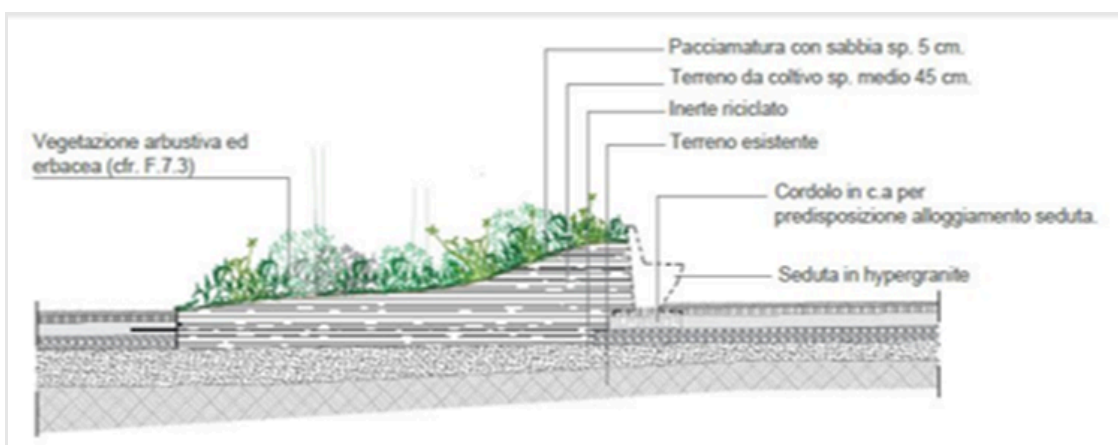 Pacciamatura con sabbia sp. 5 cm.
Terreno da coltivo sp. medio 45 cm.
Inerte riciclato
Terreno esistente
Vegetazione arbustiva ed
erbacea (cfr. F.7.3)
Cordolo in c.a per
predisposizione alloggiamento seduta.
Seduta in hypergranite